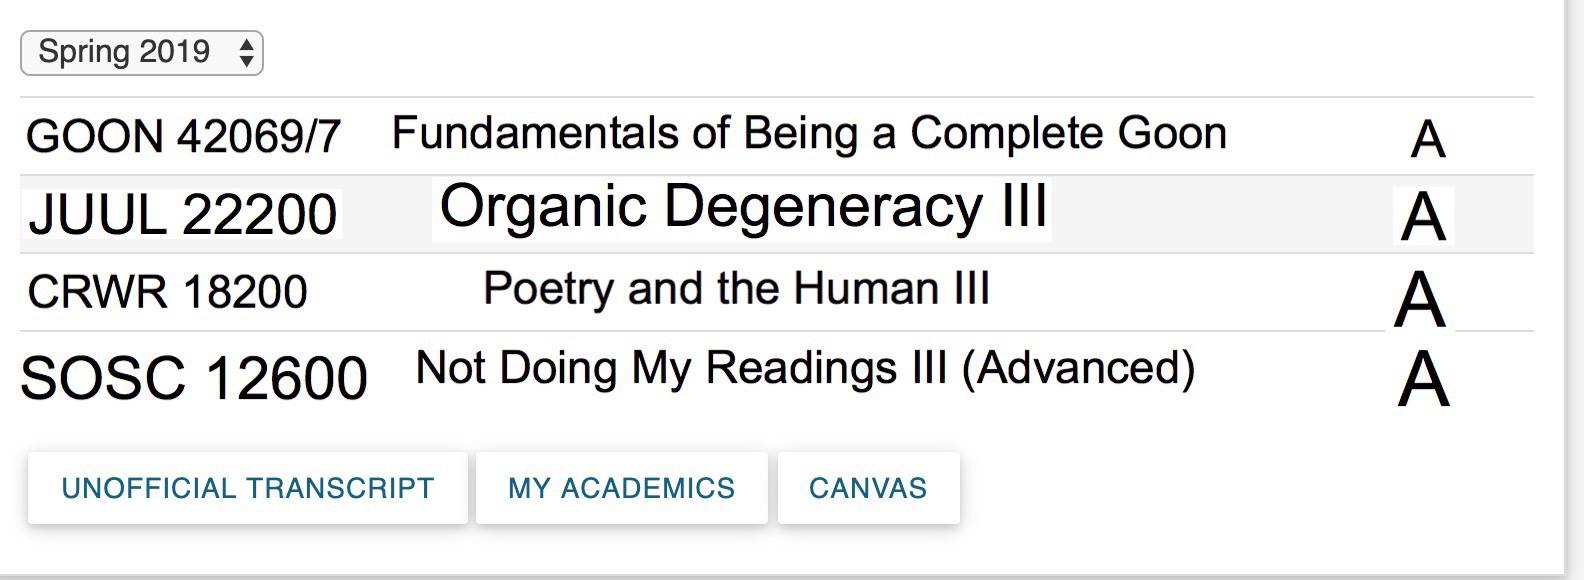 Spring 2019
GOON 42069/7 Fundamentals of Being a Complete Goon A
JUUL 22200 Organic Degeneracy III A
CRWR 18200 Poetry and the Human III A
SOSC 12600 Not Doing My Readings III (Advanced) A
UNOFFICIAL TRANSCRIPT MY ACADEMICS CANVAS